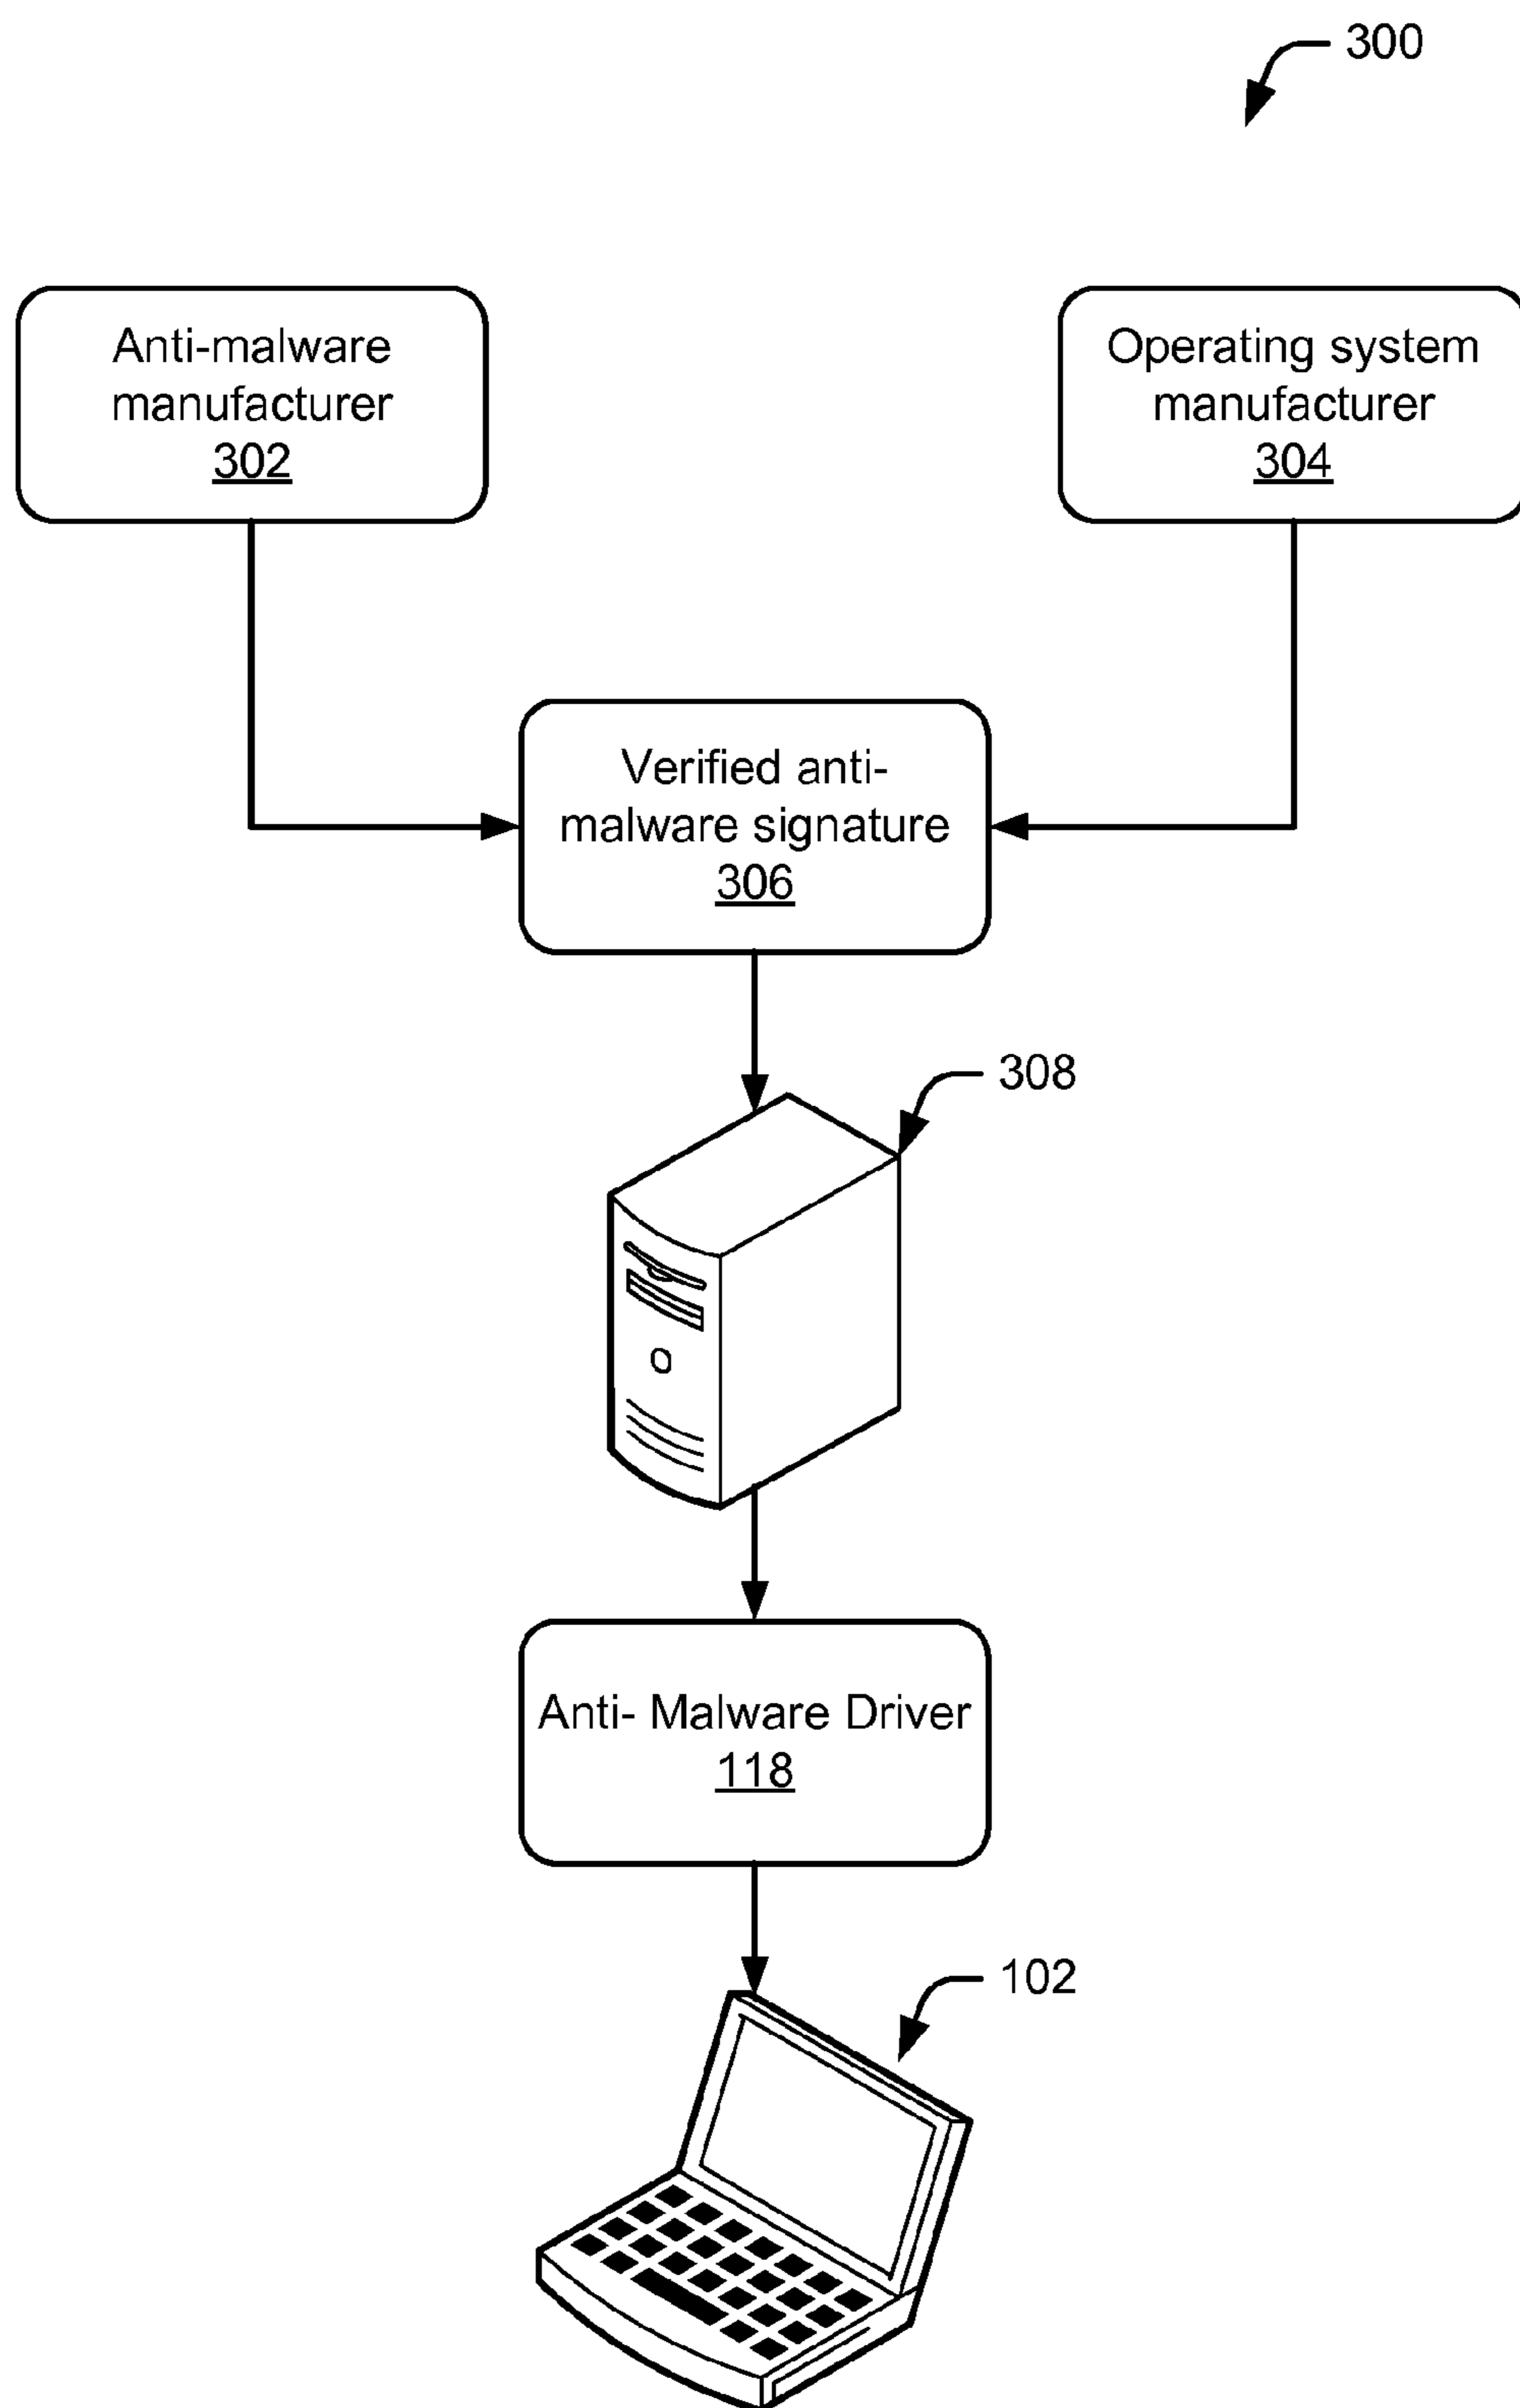 300
Anti-malware
manufacturer
302
Operating system
manufacturer
304
Verified anti-
malware signature
306
308
Anti- Malware Driver
118
102